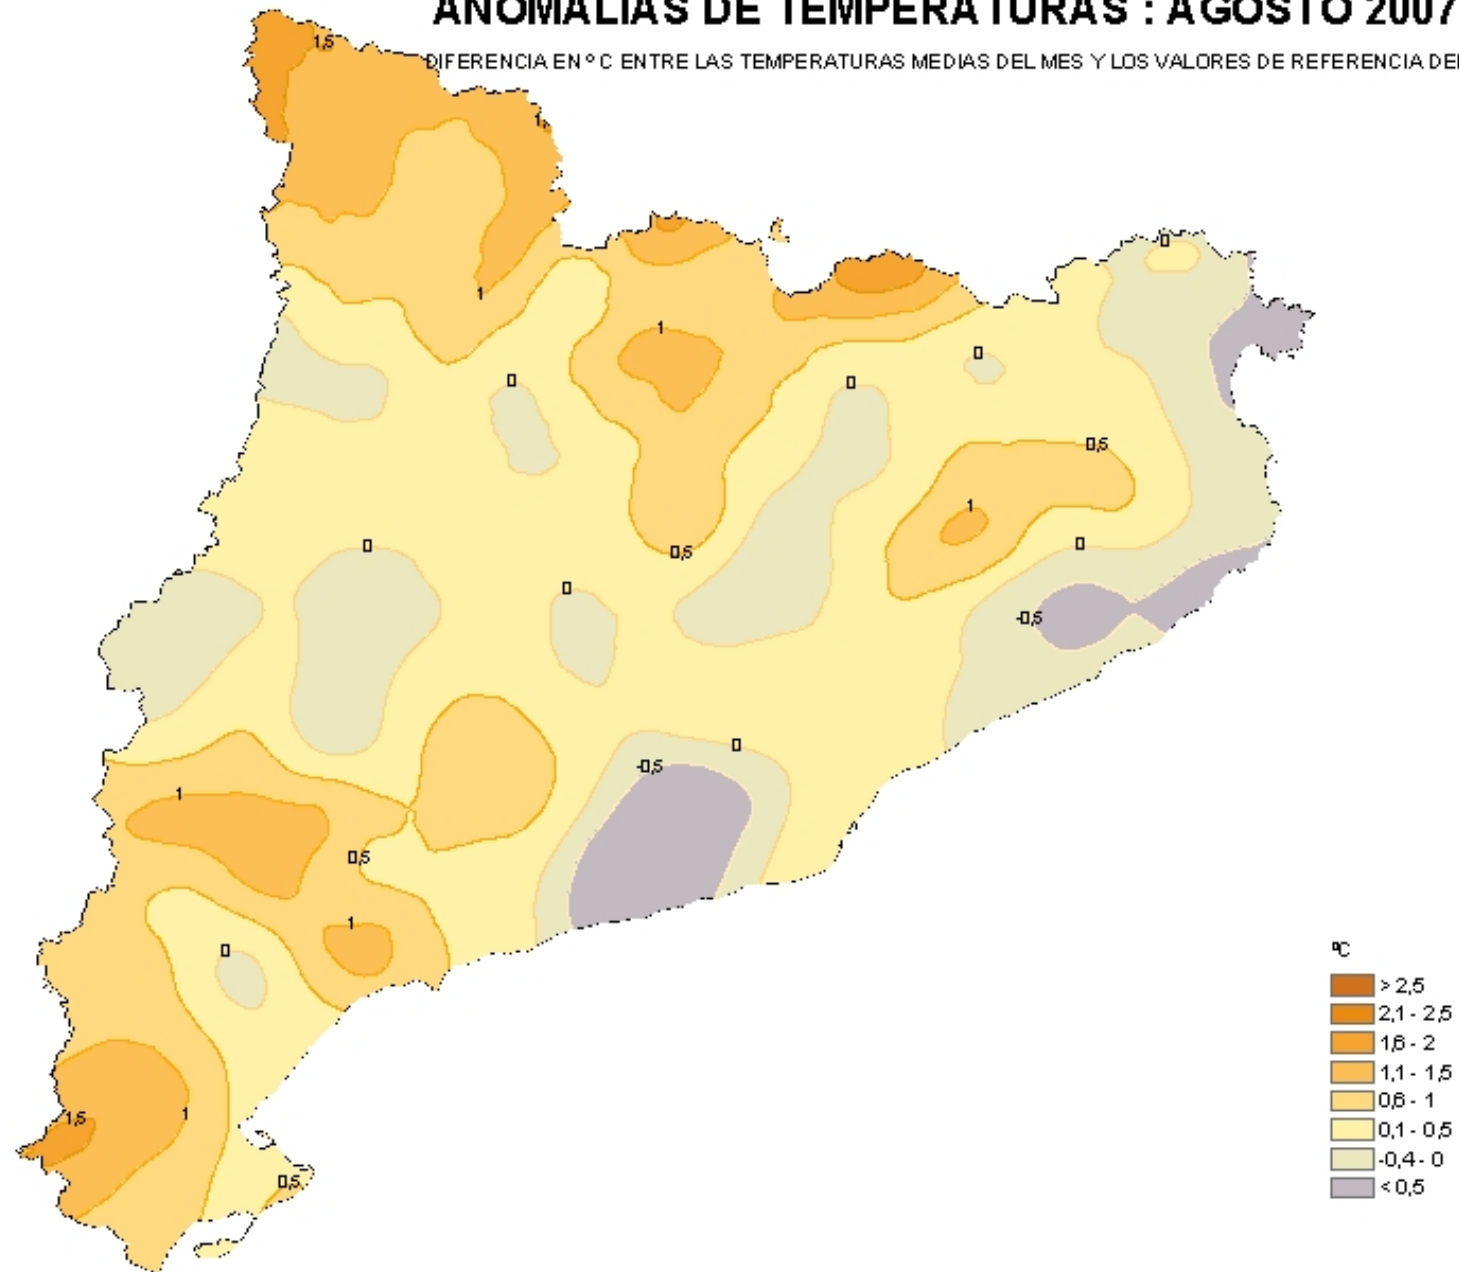 ANOMALIAS DE TEMPERATURAS : AGOSTO 2007
DIFERENCIA EN º C ENTRE LAS TEMPERATURAS MEDIAS DEL MES Y LOS VALORES DE REFERENCIA DEL
1,5
1,
0
1
1
0
0
0
0,5
1
0,5
0
0
0
-0,5
0
-0,5
1
0,5
1
0
1,5
1
0,5
ºC
> 2,5
2,1 - 2,5
1,6 - 2
1,1 - 1,5
0,6 - 1
0,1 - 0,5
-0,4 - 0
< 0,5